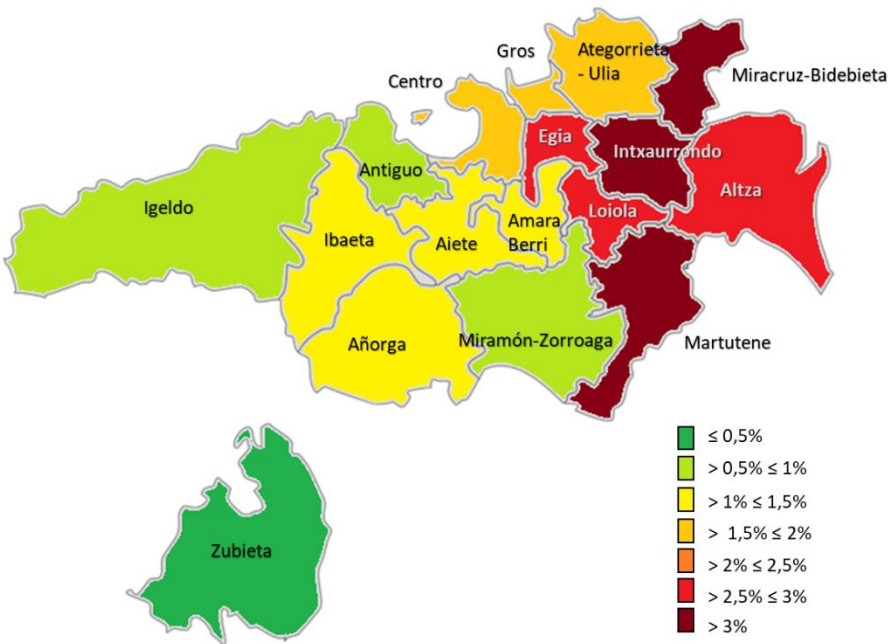 Gros
Ategorrieta
- Ulia
Centro
Miracruz-Bidebieta
Egia
Intxaurrondo
Antiguo
Igeldo
Altza
Loiola
Amara
Berri
Ibaeta
Aiete
Añorga
Miramón-Zorroaga
Martutene
Zubieta
≤ 0,5%
> 0,5% ≤ 1%
> 1% ≤ 1,5%
> 1,5% ≤ 2%
> 2% ≤ 2,5%
> 2,5% ≤ 3%
> 3%